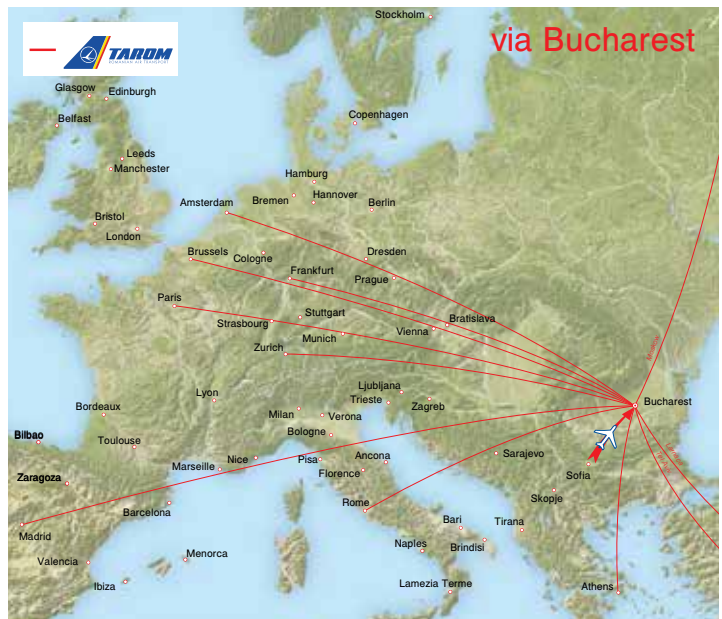 Stockholm
via Bucharest
TAROM
ROMANIAN AIR TRANSPORT
Glasgow
Edinburgh
Belfast
Copenhagen
Leeds
Manchester
Hamburg
Bremen
Hannover
Berlin
Amsterdam
Bristol
London
Brussels
Cologne
Dresden
Frankfurt
Prague
Paris
Strasbourg
Stuttgart
Bratislava
Vienna
Munich
Zurich
Moscow
Lyon
Ljubljana
Trieste
Zagreb
Bucharest
Bordeaux
Milan
Verona
Bologne
Bilbao
Toulouse
Nice
Pisa
Ancona
Sarajevo
Marseille
Florence
Sofia
Zaragoza
Skopje
Barcelona
Rome
Madrid
Bari
Tirana
Naples
Brindisi
Menorca
Valencia
Ibiza
Lamezia Terme
Athens